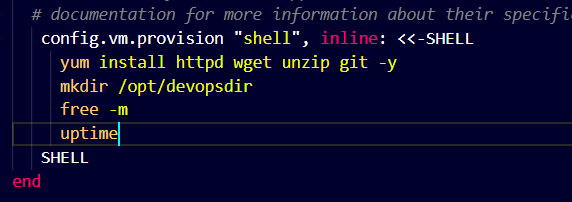 # documentation for more information about their specific
config.vm.provision "shell", inline: <<-SHELL
yum install httpd wget unzip git -y
mkdir /opt/devopsdir
free -m
uptime
SHELL
end